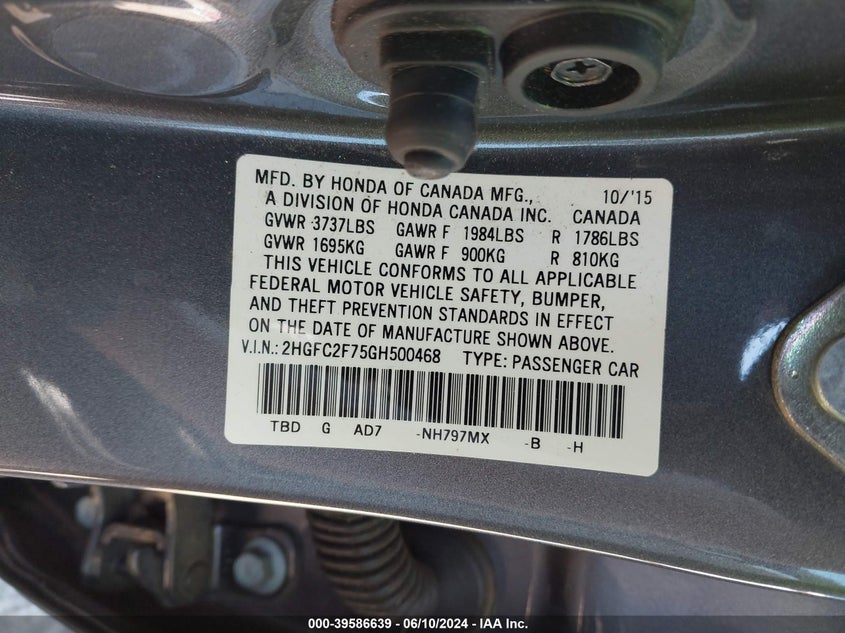 MFD. BY HONDA OF CANADA MFG., 10/'15
A DIVISION OF HONDA CANADA INC. CANADA
GVWR 3737LBS GAWR F 1984LBS R 1786LBS
GVWR 1695KG GAWR F 900KG R 810KG
THIS VEHICLE CONFORMS TO ALL APPLICABLE
FEDERAL MOTOR VEHICLE SAFETY, BUMPER,
AND THEFT PREVENTION STANDARDS IN EFFECT
ON THE DATE OF MANUFACTURE SHOWN ABOVE.
V.I.N.: 2HGFC2F75GH500468 TYPE: PASSENGER CAR
TBD G AD7 -NH797MX -B -H
000-39586639 - 06/10/2024 - IAA Inc.